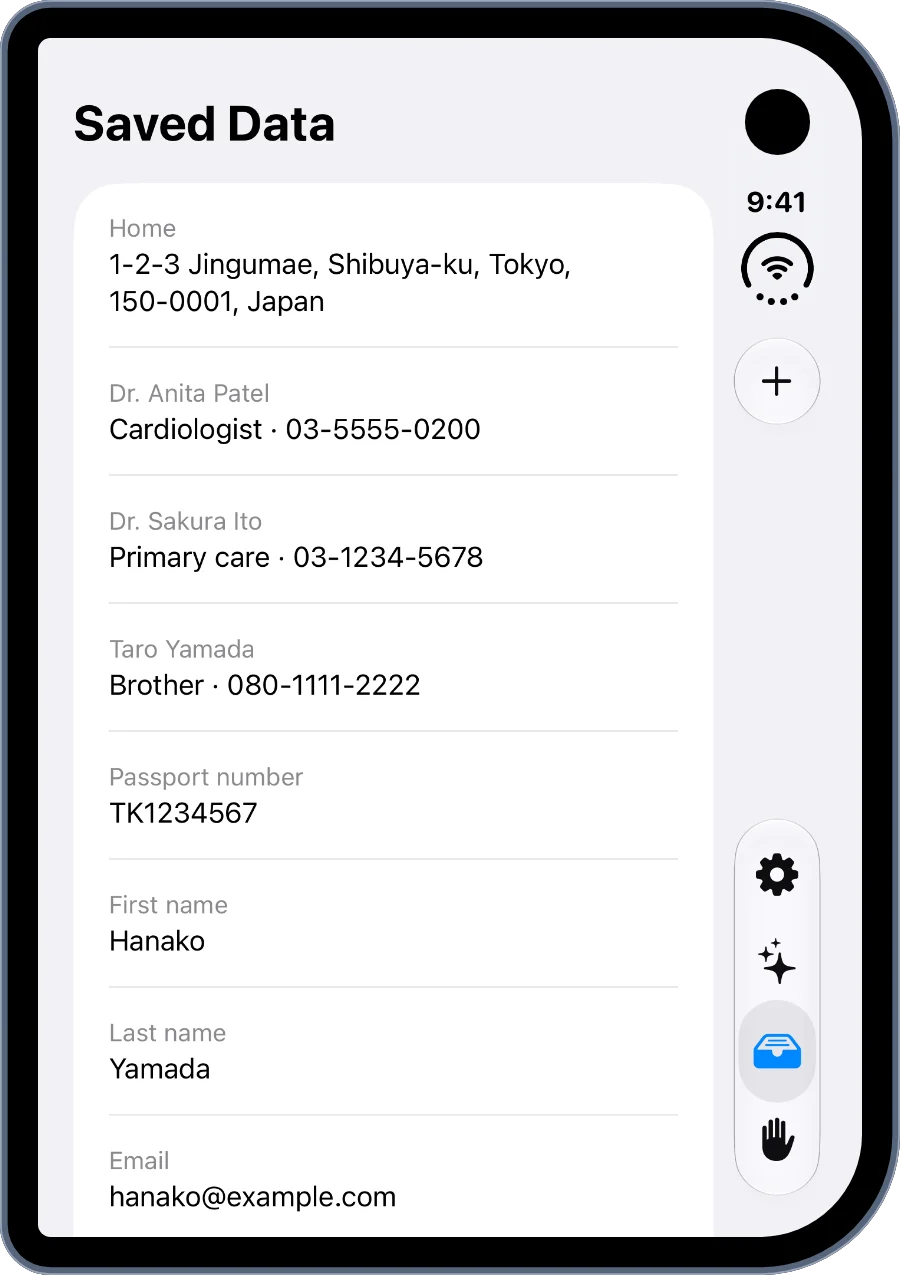 Saved Data
9:41
Home
1-2-3 Jingumae, Shibuya-ku, Tokyo,
150-0001, Japan
Dr. Anita Patel
Cardiologist · 03-5555-0200
Dr. Sakura Ito
Primary care · 03-1234-5678
Taro Yamada
Brother · 080-1111-2222
Passport number
TK1234567
First name
Hanako
Last name
Yamada
Email
hanako@example.com